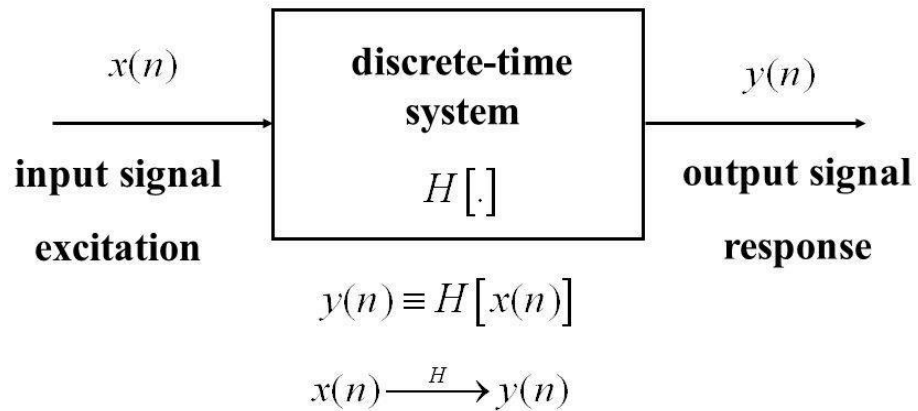 x(n)
discrete-time
system
H[.]
y(n)
input signal
excitation
output signal
response
y(n) ≡ H[x(n)]
x(n) —H→ y(n)